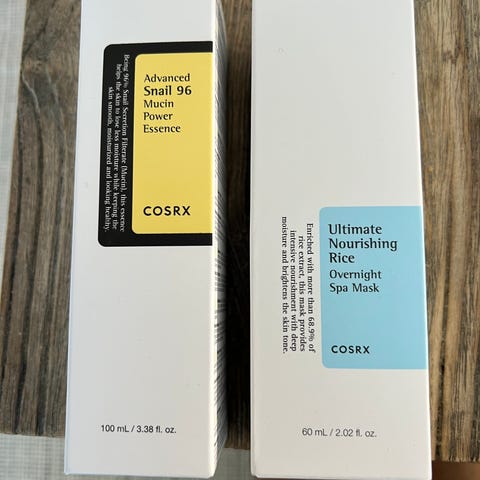 Advanced
Snail 96
Mucin
Power
Essence
COSRX
Being 96% Snail Secretion Filterate (Mucin), this essence
helps the skin to lose less moisture while keeping the
skin smooth, moisturized and looking healthy.
100 mL / 3.38 fl. oz.
Ultimate
Nourishing
Rice
Overnight
Spa Mask
COSRX
Enriched with more than 68.9% of
rice extract, this mask provides
intensive nourishment with deep
moisture and brightens the skin tone.
60 mL / 2.02 fl. oz.